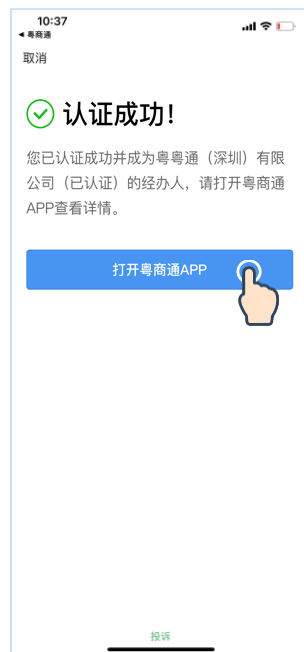 10:37
◀ 粤商通
取消
认证成功！
您已认证成功并成为粤粤通（深圳）有限
公司（已认证）的经办人，请打开粤商通
APP查看详情。
打开粤商通APP
投诉